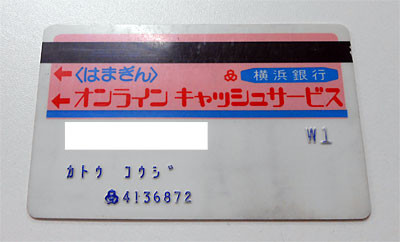 ←〈はまぎん〉 横浜銀行
←オンライン キャッシュサービス
W1
カトウ コウジ
4136872